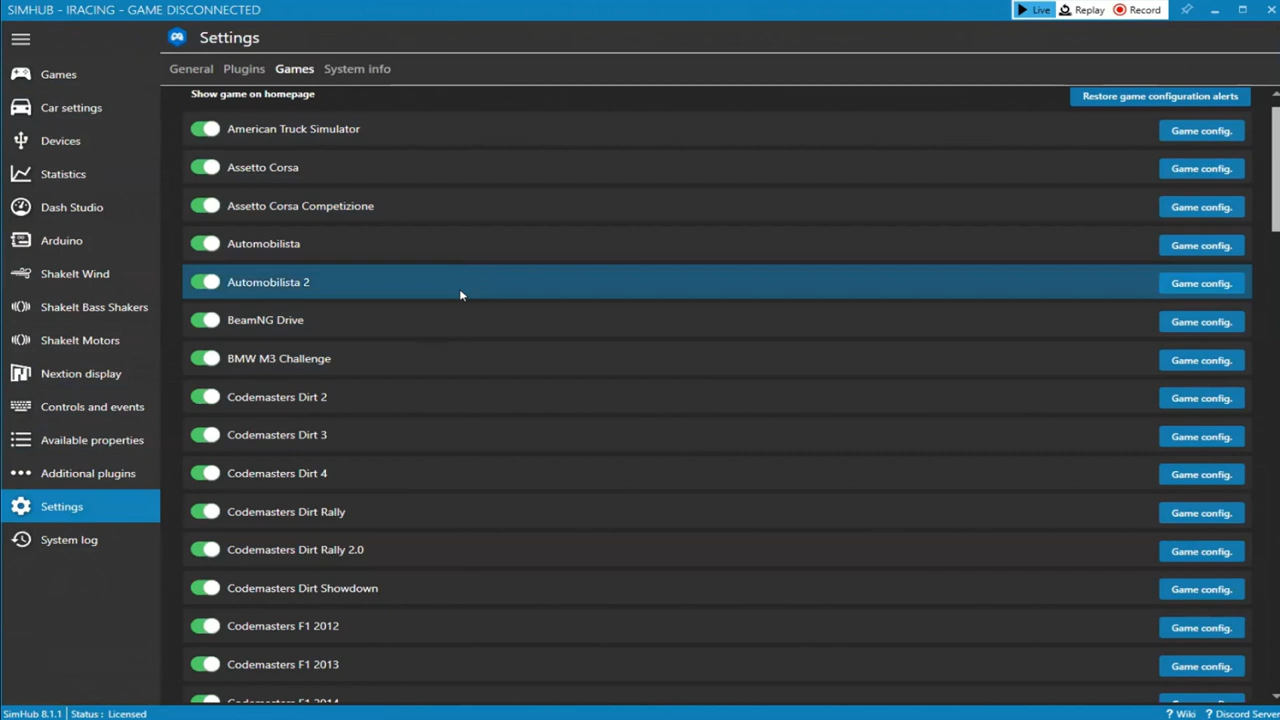 SIMHUB - IRACING - GAME DISCONNECTED
Live
Replay
Record
Settings
General Plugins Games System info
Games
Car settings
Devices
Statistics
Dash Studio
Arduino
ShakeIt Wind
ShakeIt Bass Shakers
ShakeIt Motors
Nextion display
Controls and events
Available properties
Additional plugins
Settings
System log
Show game on homepage
Restore game configuration alerts
American Truck Simulator Game config.
Assetto Corsa Game config.
Assetto Corsa Competizione Game config.
Automobilista Game config.
Automobilista 2 Game config.
BeamNG Drive Game config.
BMW M3 Challenge Game config.
Codemasters Dirt 2 Game config.
Codemasters Dirt 3 Game config.
Codemasters Dirt 4 Game config.
Codemasters Dirt Rally Game config.
Codemasters Dirt Rally 2.0 Game config.
Codemasters Dirt Showdown Game config.
Codemasters F1 2012 Game config.
Codemasters F1 2013 Game config.
Codemasters F1 2014
SimHub 8.1.1 Status : Licensed
? Wiki ? Discord Server